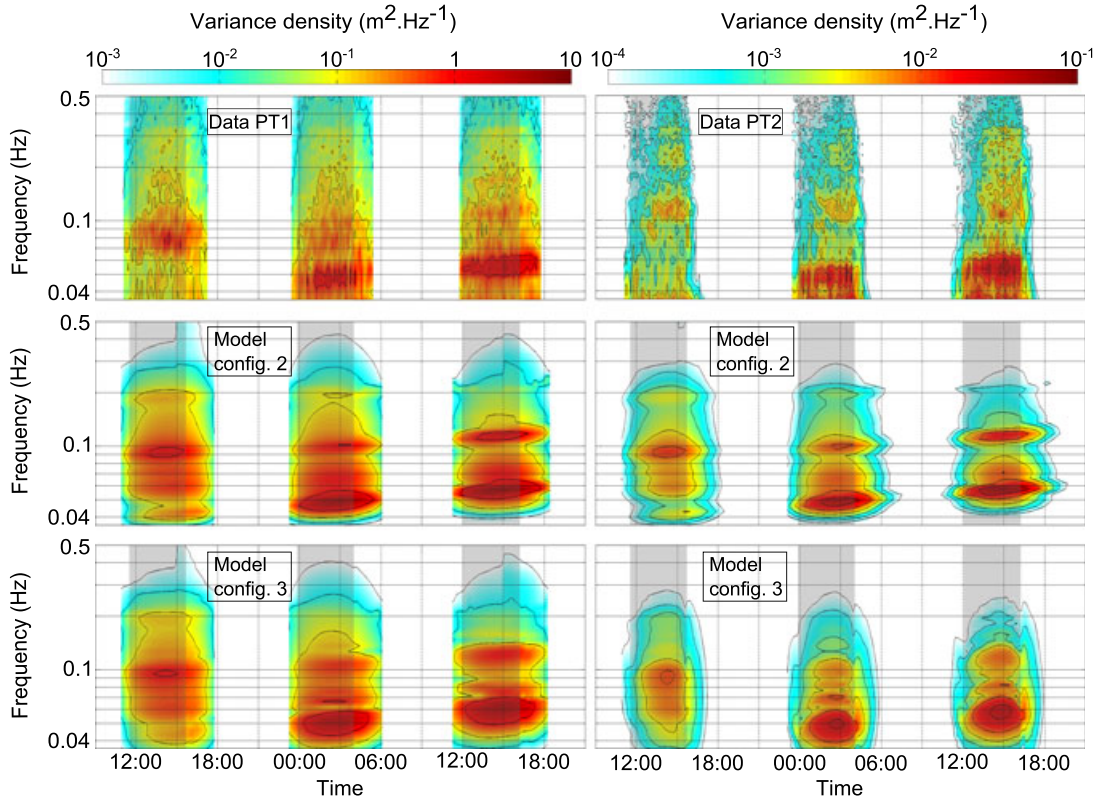 Variance density (m².Hz⁻¹) Variance density (m².Hz⁻¹)
10⁻³ 10⁻² 10⁻¹ 1 10 10⁻⁴ 10⁻³ 10⁻² 10⁻¹
0.5
0.1
0.04
Frequency (Hz)
Data PT1 Data PT2
0.5
0.1
0.04
Frequency (Hz)
Model
config. 2
Model
config. 2
0.5
0.1
0.04
Frequency (Hz)
Model
config. 3
Model
config. 3
12:00 18:00 00:00 06:00 12:00 18:00 12:00 18:00 00:00 06:00 12:00 18:00
Time Time